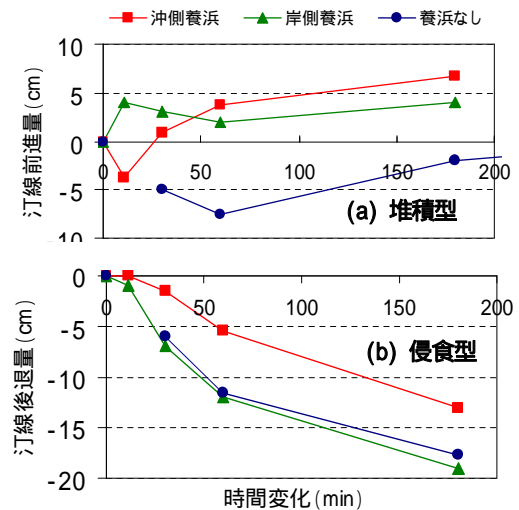 沖側養浜 岸側養浜 養浜なし
10
5
0
-5
-10
0 50 100 150 200
汀線前進量(cm)
(a) 堆積型
0
-5
-10
-15
-20
0 50 100 150 200
汀線後退量(cm)
(b) 侵食型
時間変化(min)